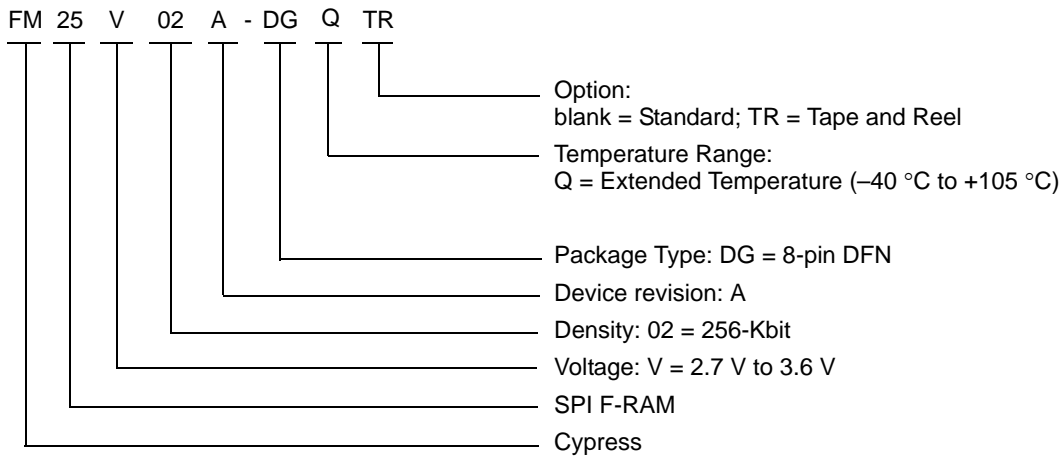 FM 25 V 02 A - DG Q TR
Option:
blank = Standard; TR = Tape and Reel
Temperature Range:
Q = Extended Temperature (–40 °C to +105 °C)
Package Type: DG = 8-pin DFN
Device revision: A
Density: 02 = 256-Kbit
Voltage: V = 2.7 V to 3.6 V
SPI F-RAM
Cypress